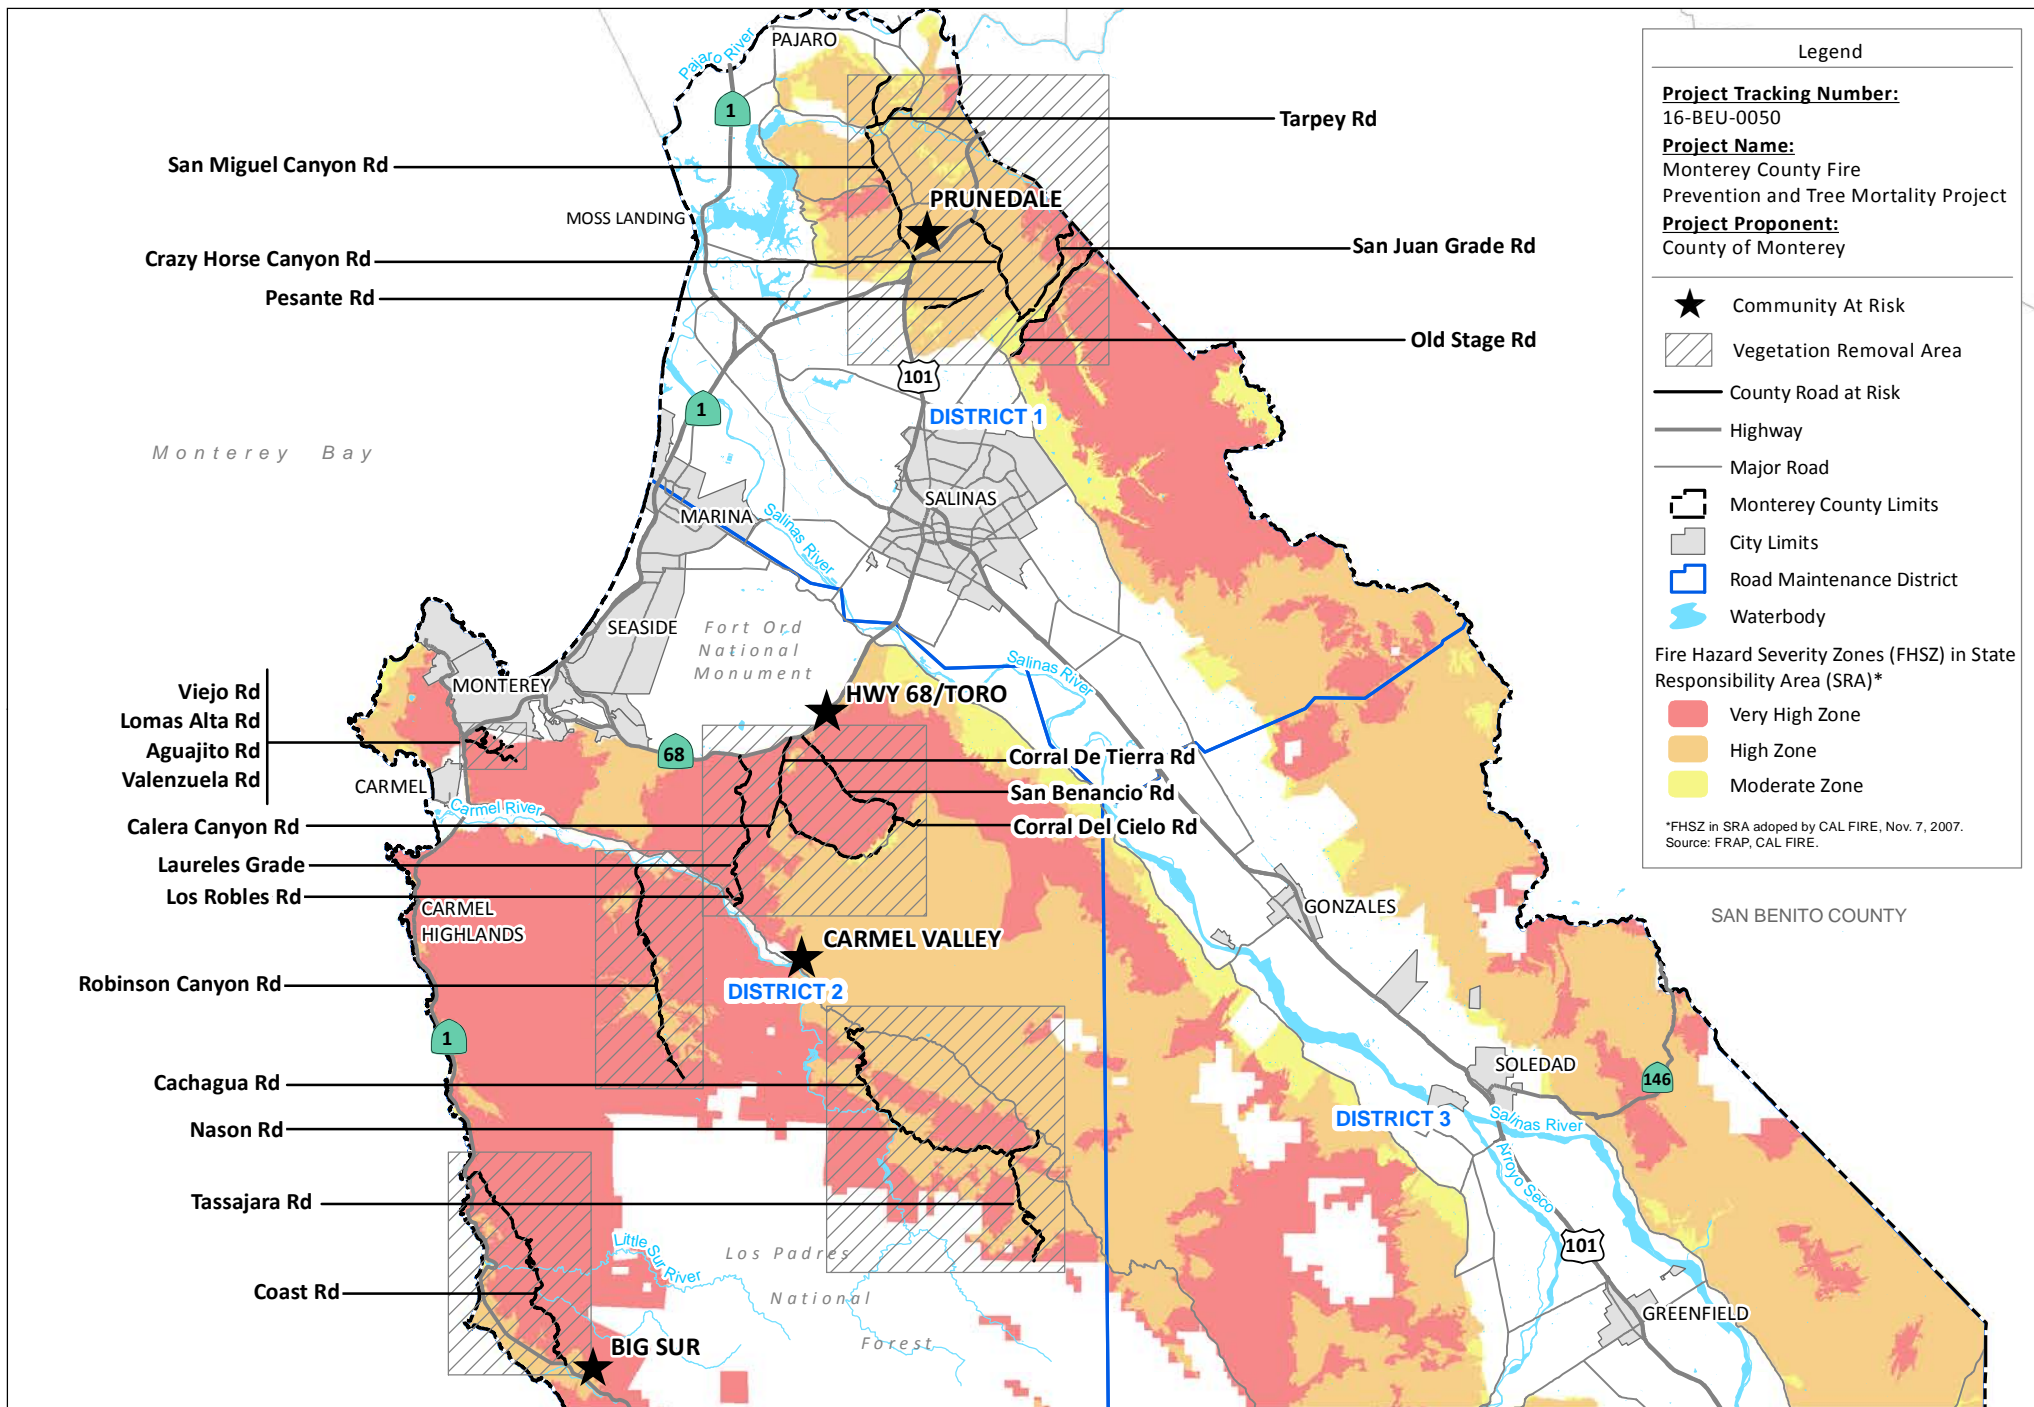 PAJARO
Pajaro River
1
Tarpey Rd
San Miguel Canyon Rd
PRUNEDALE
MOSS LANDING
San Juan Grade Rd
Crazy Horse Canyon Rd
Pesante Rd
Old Stage Rd
101
1
DISTRICT 1
Monterey Bay
SALINAS
MARINA
Salinas River
SEASIDE
Fort Ord
National
Monument
Salinas River
MONTEREY
HWY 68/TORO
Viejo Rd
Lomas Alta Rd
Aguajito Rd
Valenzuela Rd
68
Corral De Tierra Rd
CARMEL
San Benancio Rd
Carmel River
Calera Canyon Rd
Corral Del Cielo Rd
Laureles Grade
Los Robles Rd
CARMEL
HIGHLANDS
GONZALES
SAN BENITO COUNTY
CARMEL VALLEY
Robinson Canyon Rd
DISTRICT 2
1
SOLEDAD
146
Cachagua Rd
DISTRICT 3
Salinas River
Nason Rd
Arroyo Seco
Tassajara Rd
Little Sur River
Los Padres
National
Forest
101
Coast Rd
GREENFIELD
BIG SUR
Legend
Project Tracking Number:
16-BEU-0050
Project Name:
Monterey County Fire
Prevention and Tree Mortality Project
Project Proponent:
County of Monterey
Community At Risk
Vegetation Removal Area
County Road at Risk
Highway
Major Road
Monterey County Limits
City Limits
Road Maintenance District
Waterbody
Fire Hazard Severity Zones (FHSZ) in State
Responsibility Area (SRA)*
Very High Zone
High Zone
Moderate Zone
*FHSZ in SRA adoped by CAL FIRE, Nov. 7, 2007.
Source: FRAP, CAL FIRE.